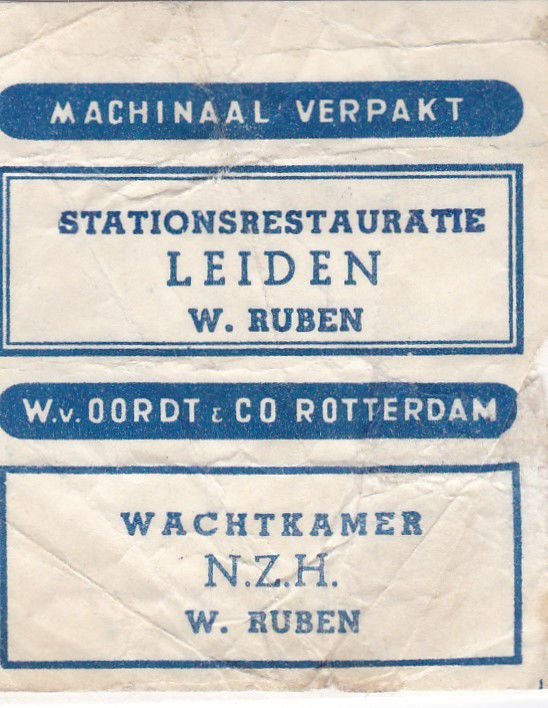 MACHINAAL VERPAKT
STATIONSRESTAURATIE
LEIDEN
W. RUBEN
W.v. OORDT & CO ROTTERDAM
WACHTKAMER
N.Z.H.
W. RUBEN